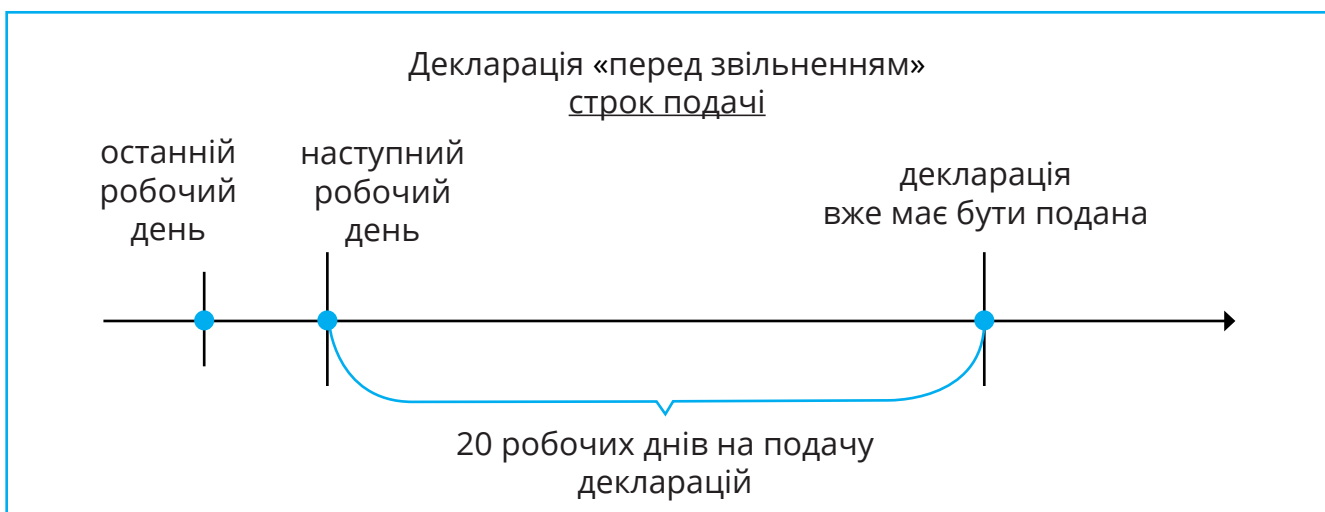 Декларація «перед звільненням»
строк подачі
останній
робочий
день
наступний
робочий
день
декларація
вже має бути подана
20 робочих днів на подачу
декларацій